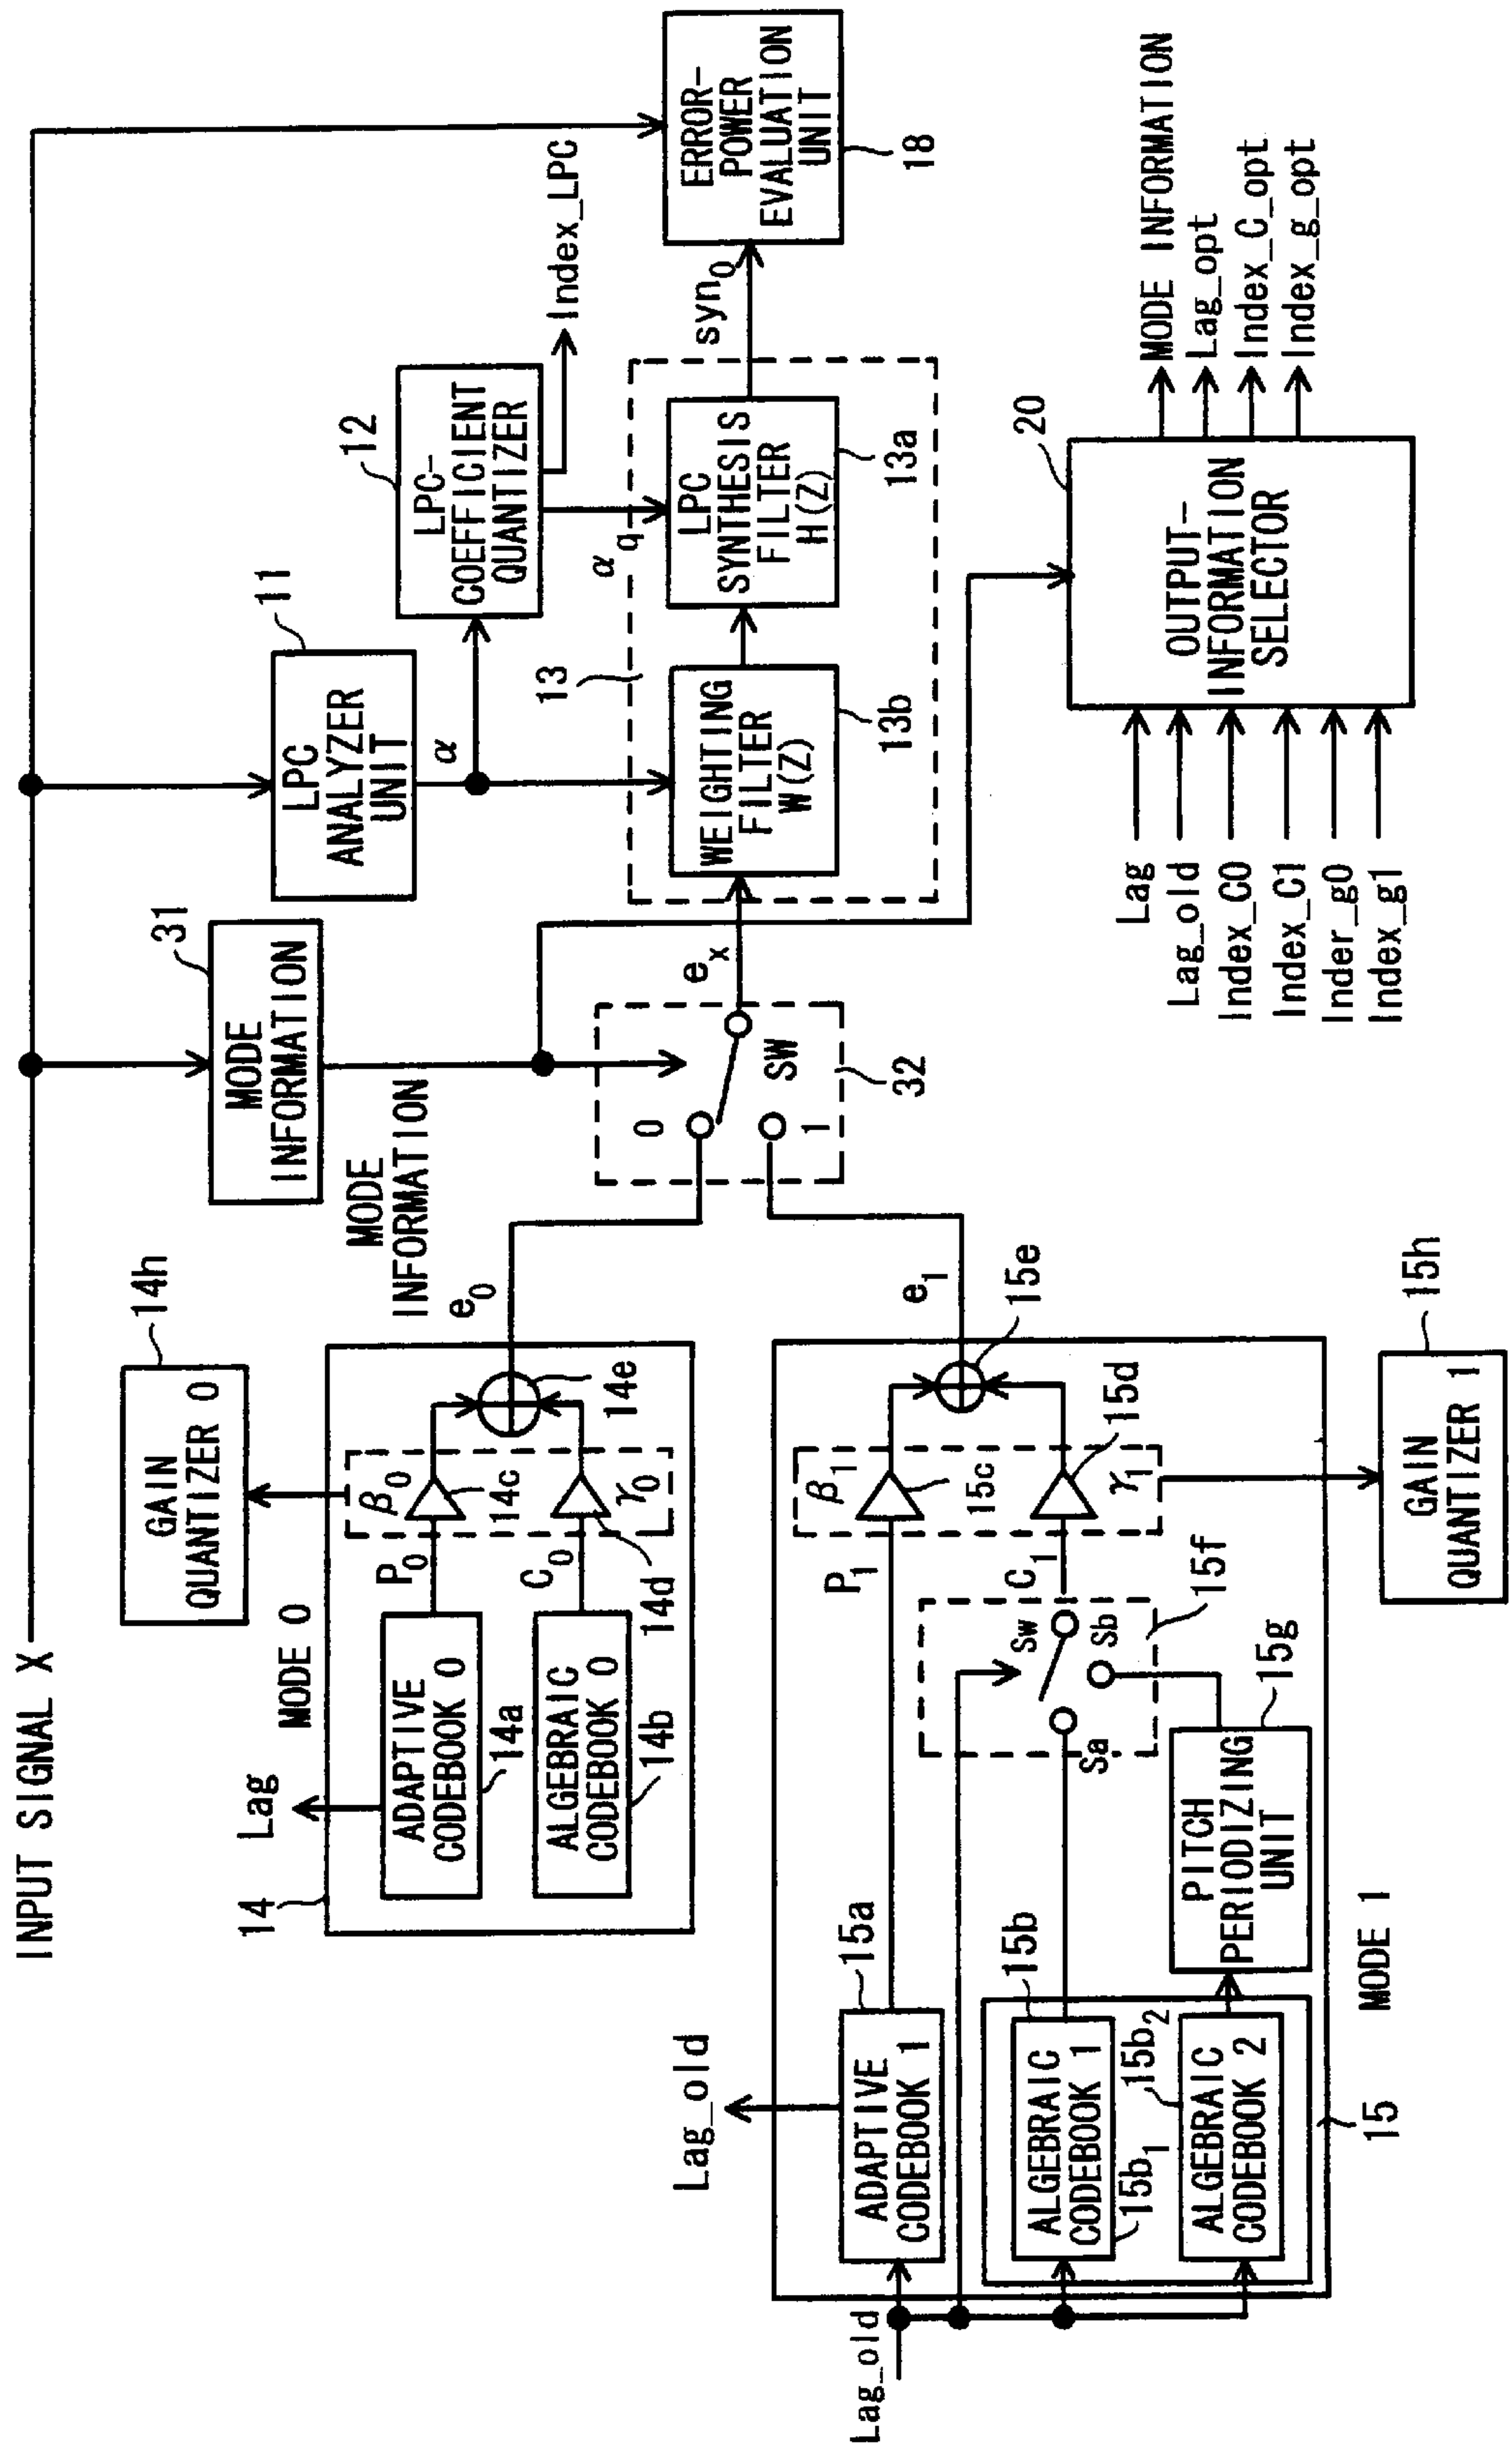 INPUT SIGNAL X
14h
GAIN
QUANTIZER 0
Lag
MODE 0
14
ADAPTIVE
CODEBOOK 0
14a
ALGEBRAIC
CODEBOOK 0
14b
P0
C0
β0
14c
γ0
14d
14e
e0
31
MODE
INFORMATION
MODE
INFORMATION
0
1
SW
32
ex
11
LPC
ANALYZER
UNIT
α
12
LPC-
COEFFICIENT
QUANTIZER
Index_LPC
αq
13
WEIGHTING
FILTER
W(Z)
13b
LPC
SYNTHESIS
FILTER
H(Z)
13a
syn0
ERROR-
POWER
EVALUATION
UNIT
18
Lag_old
Lag_old
ADAPTIVE
CODEBOOK 1
15a
15b
ALGEBRAIC
CODEBOOK 1
15b1
15b2
ALGEBRAIC
CODEBOOK 2
15
MODE 1
PITCH
PERIODIZING
UNIT
15g
Sa
Sw
Sb
15f
P1
C1
β1
15c
γ1
15d
15e
e1
GAIN
QUANTIZER 1
15h
Lag
Lag_old
Index_C0
Index_C1
Inder_g0
Index_g1
20
OUTPUT-
INFORMATION
SELECTOR
MODE INFORMATION
Lag_opt
Index_C_opt
Index_g_opt